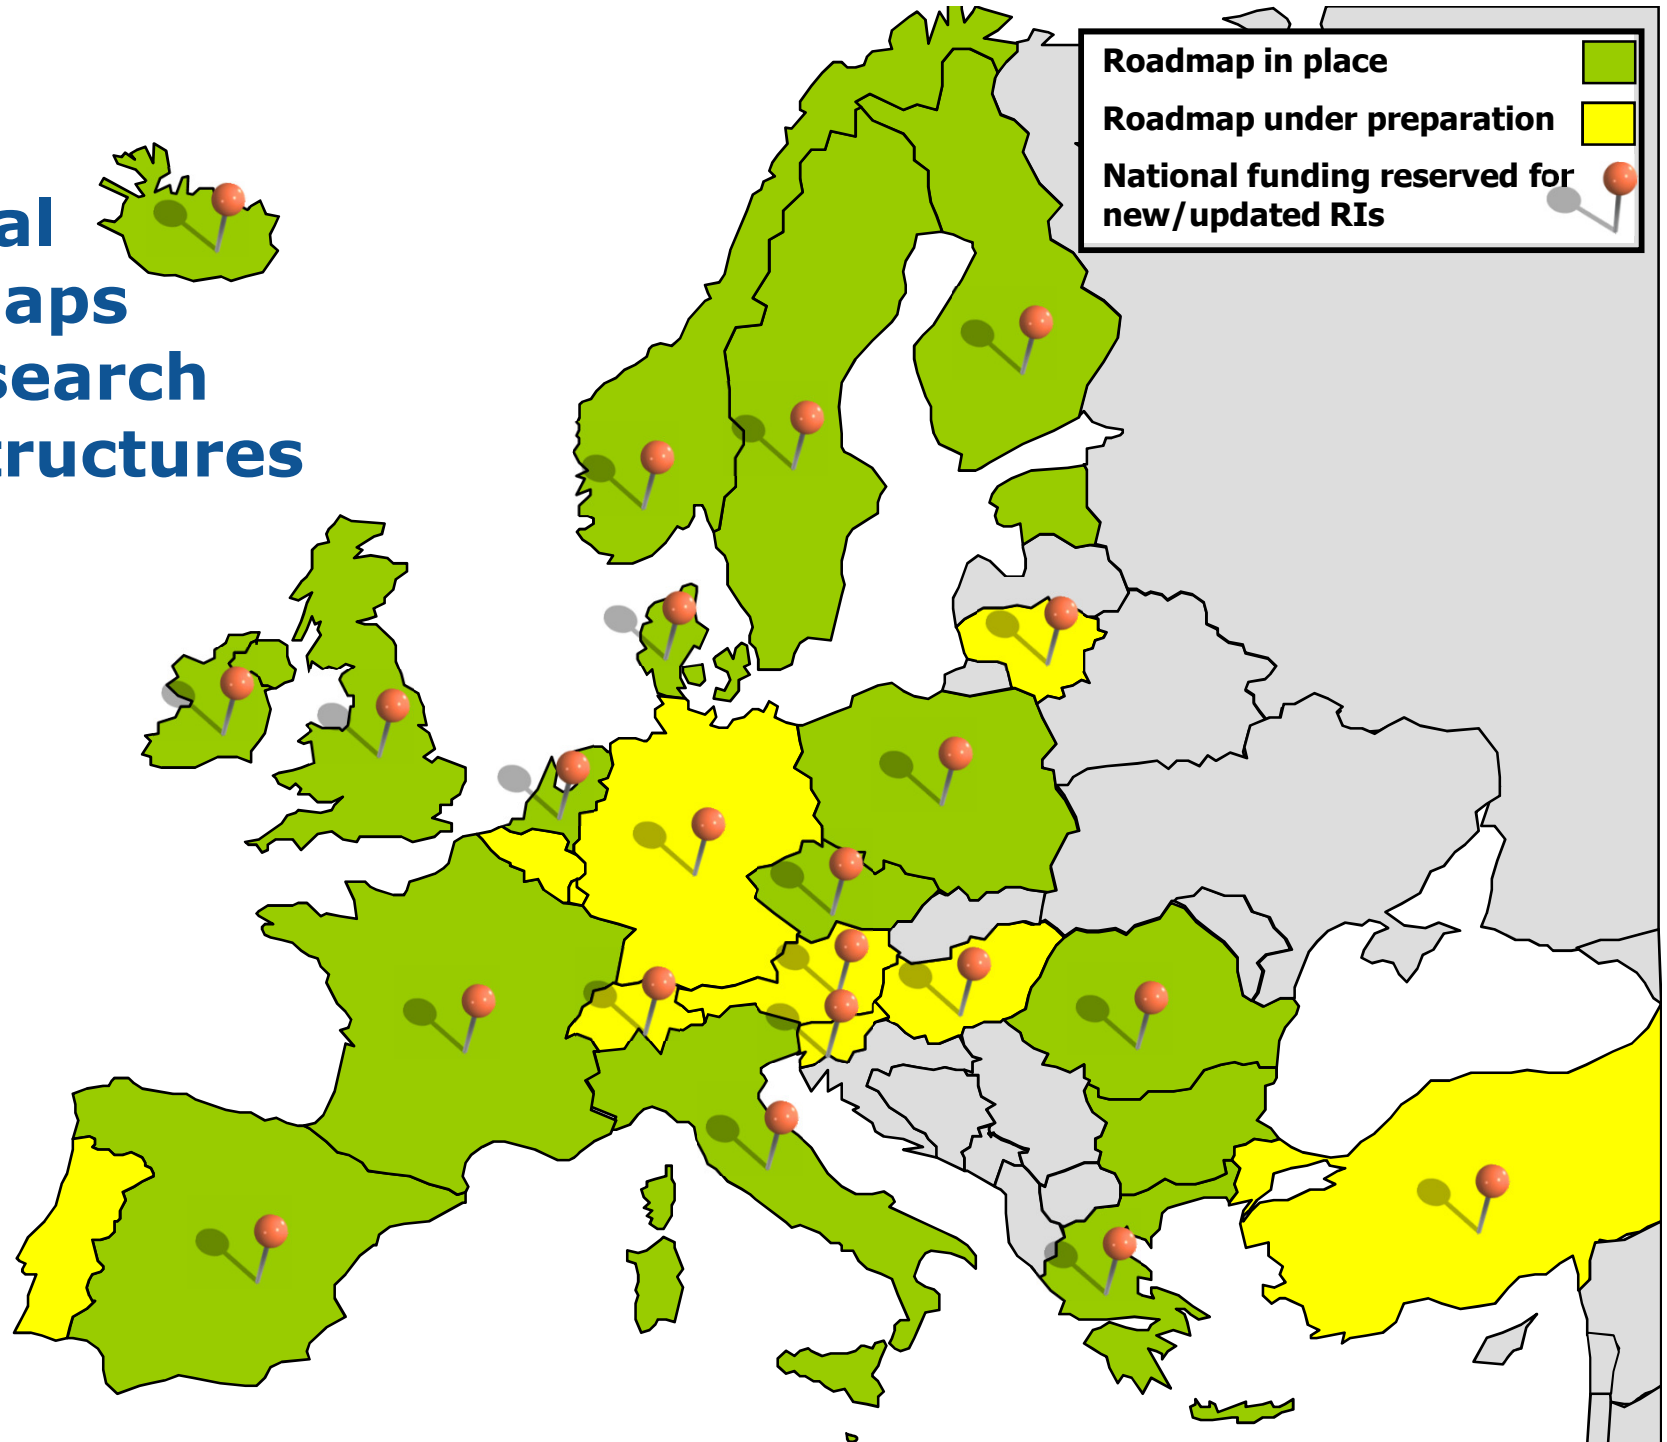 al
aps
search
tructures
Roadmap in place
Roadmap under preparation
National funding reserved for
new/updated RIs